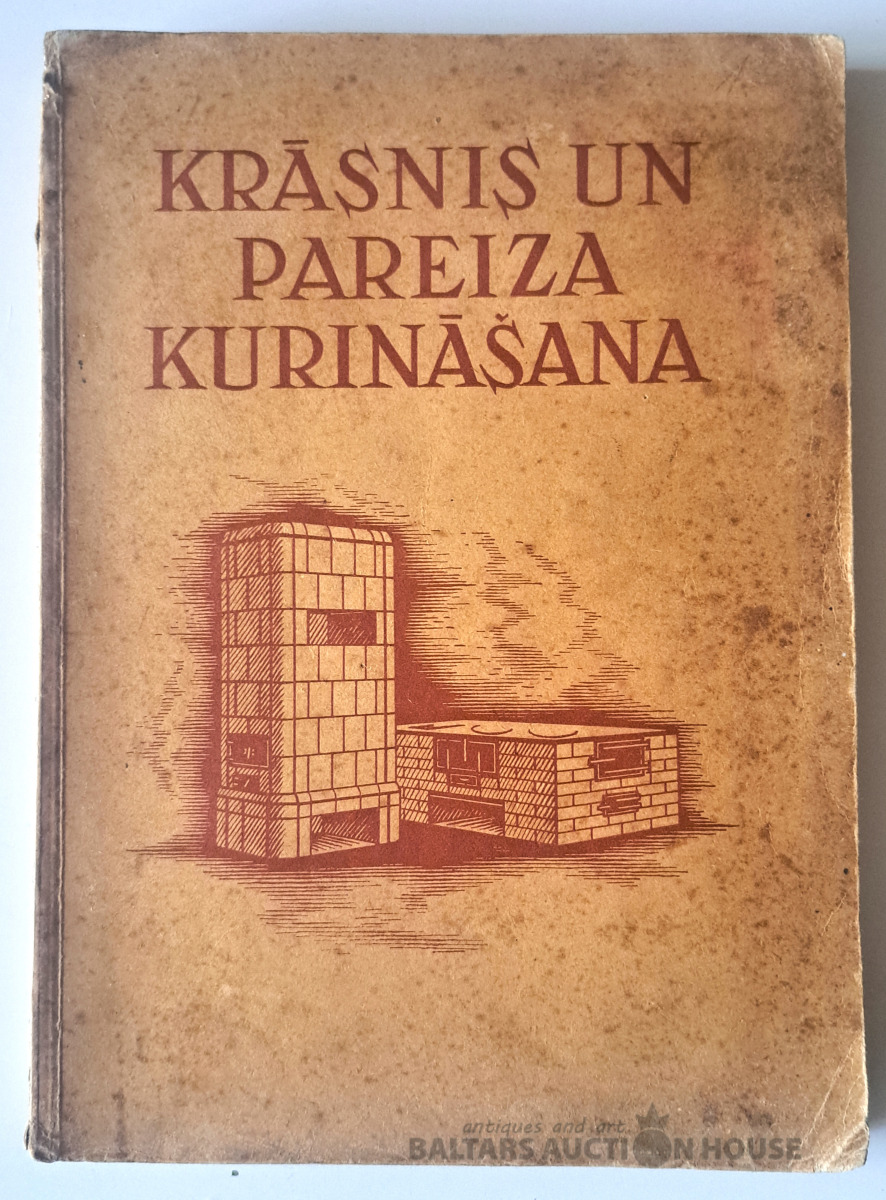 KRĀSNIS UN
PAREIZA
KURINĀŠANA
antiques and art
BALTARS AUCTION HOUSE